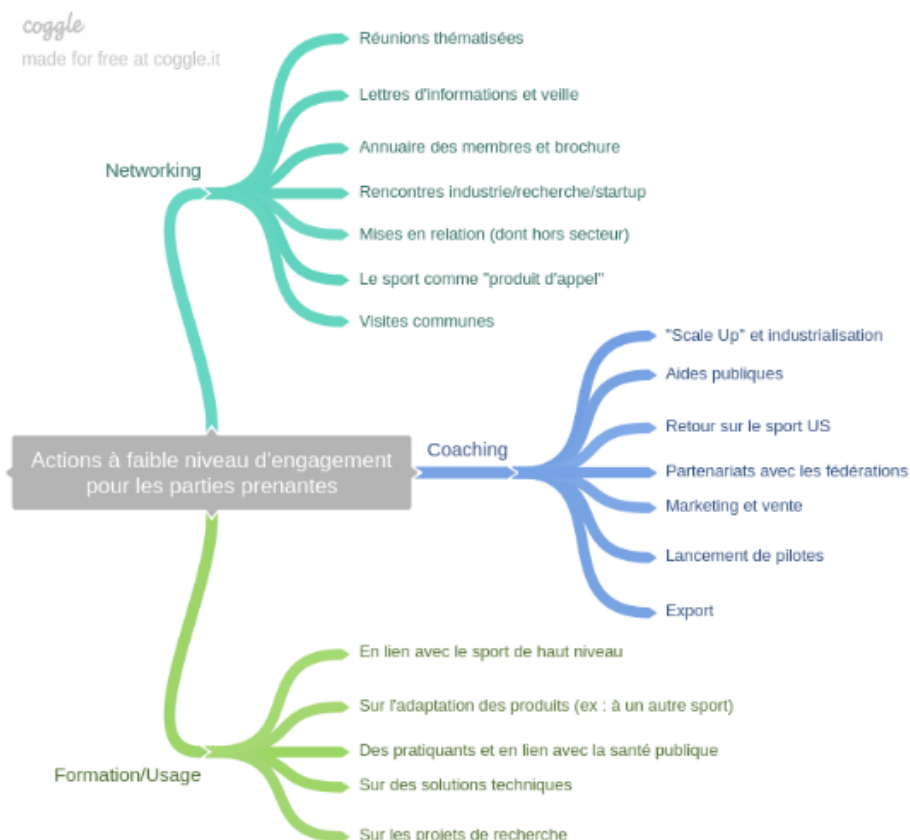 coggle
made for free at coggle.it
Réunions thématisées
Lettres d'informations et veille
Annuaire des membres et brochure
Networking
Rencontres industrie/recherche/startup
Mises en relation (dont hors secteur)
Le sport comme "produit d'appel"
Visites communes
"Scale Up" et industrialisation
Aides publiques
Retour sur le sport US
Coaching
Actions à faible niveau d'engagement
pour les parties prenantes
Partenariats avec les fédérations
Marketing et vente
Lancement de pilotes
Export
En lien avec le sport de haut niveau
Sur l'adaptation des produits (ex : à un autre sport)
Des pratiquants et en lien avec la santé publique
Formation/Usage
Sur des solutions techniques
Sur les projets de recherche